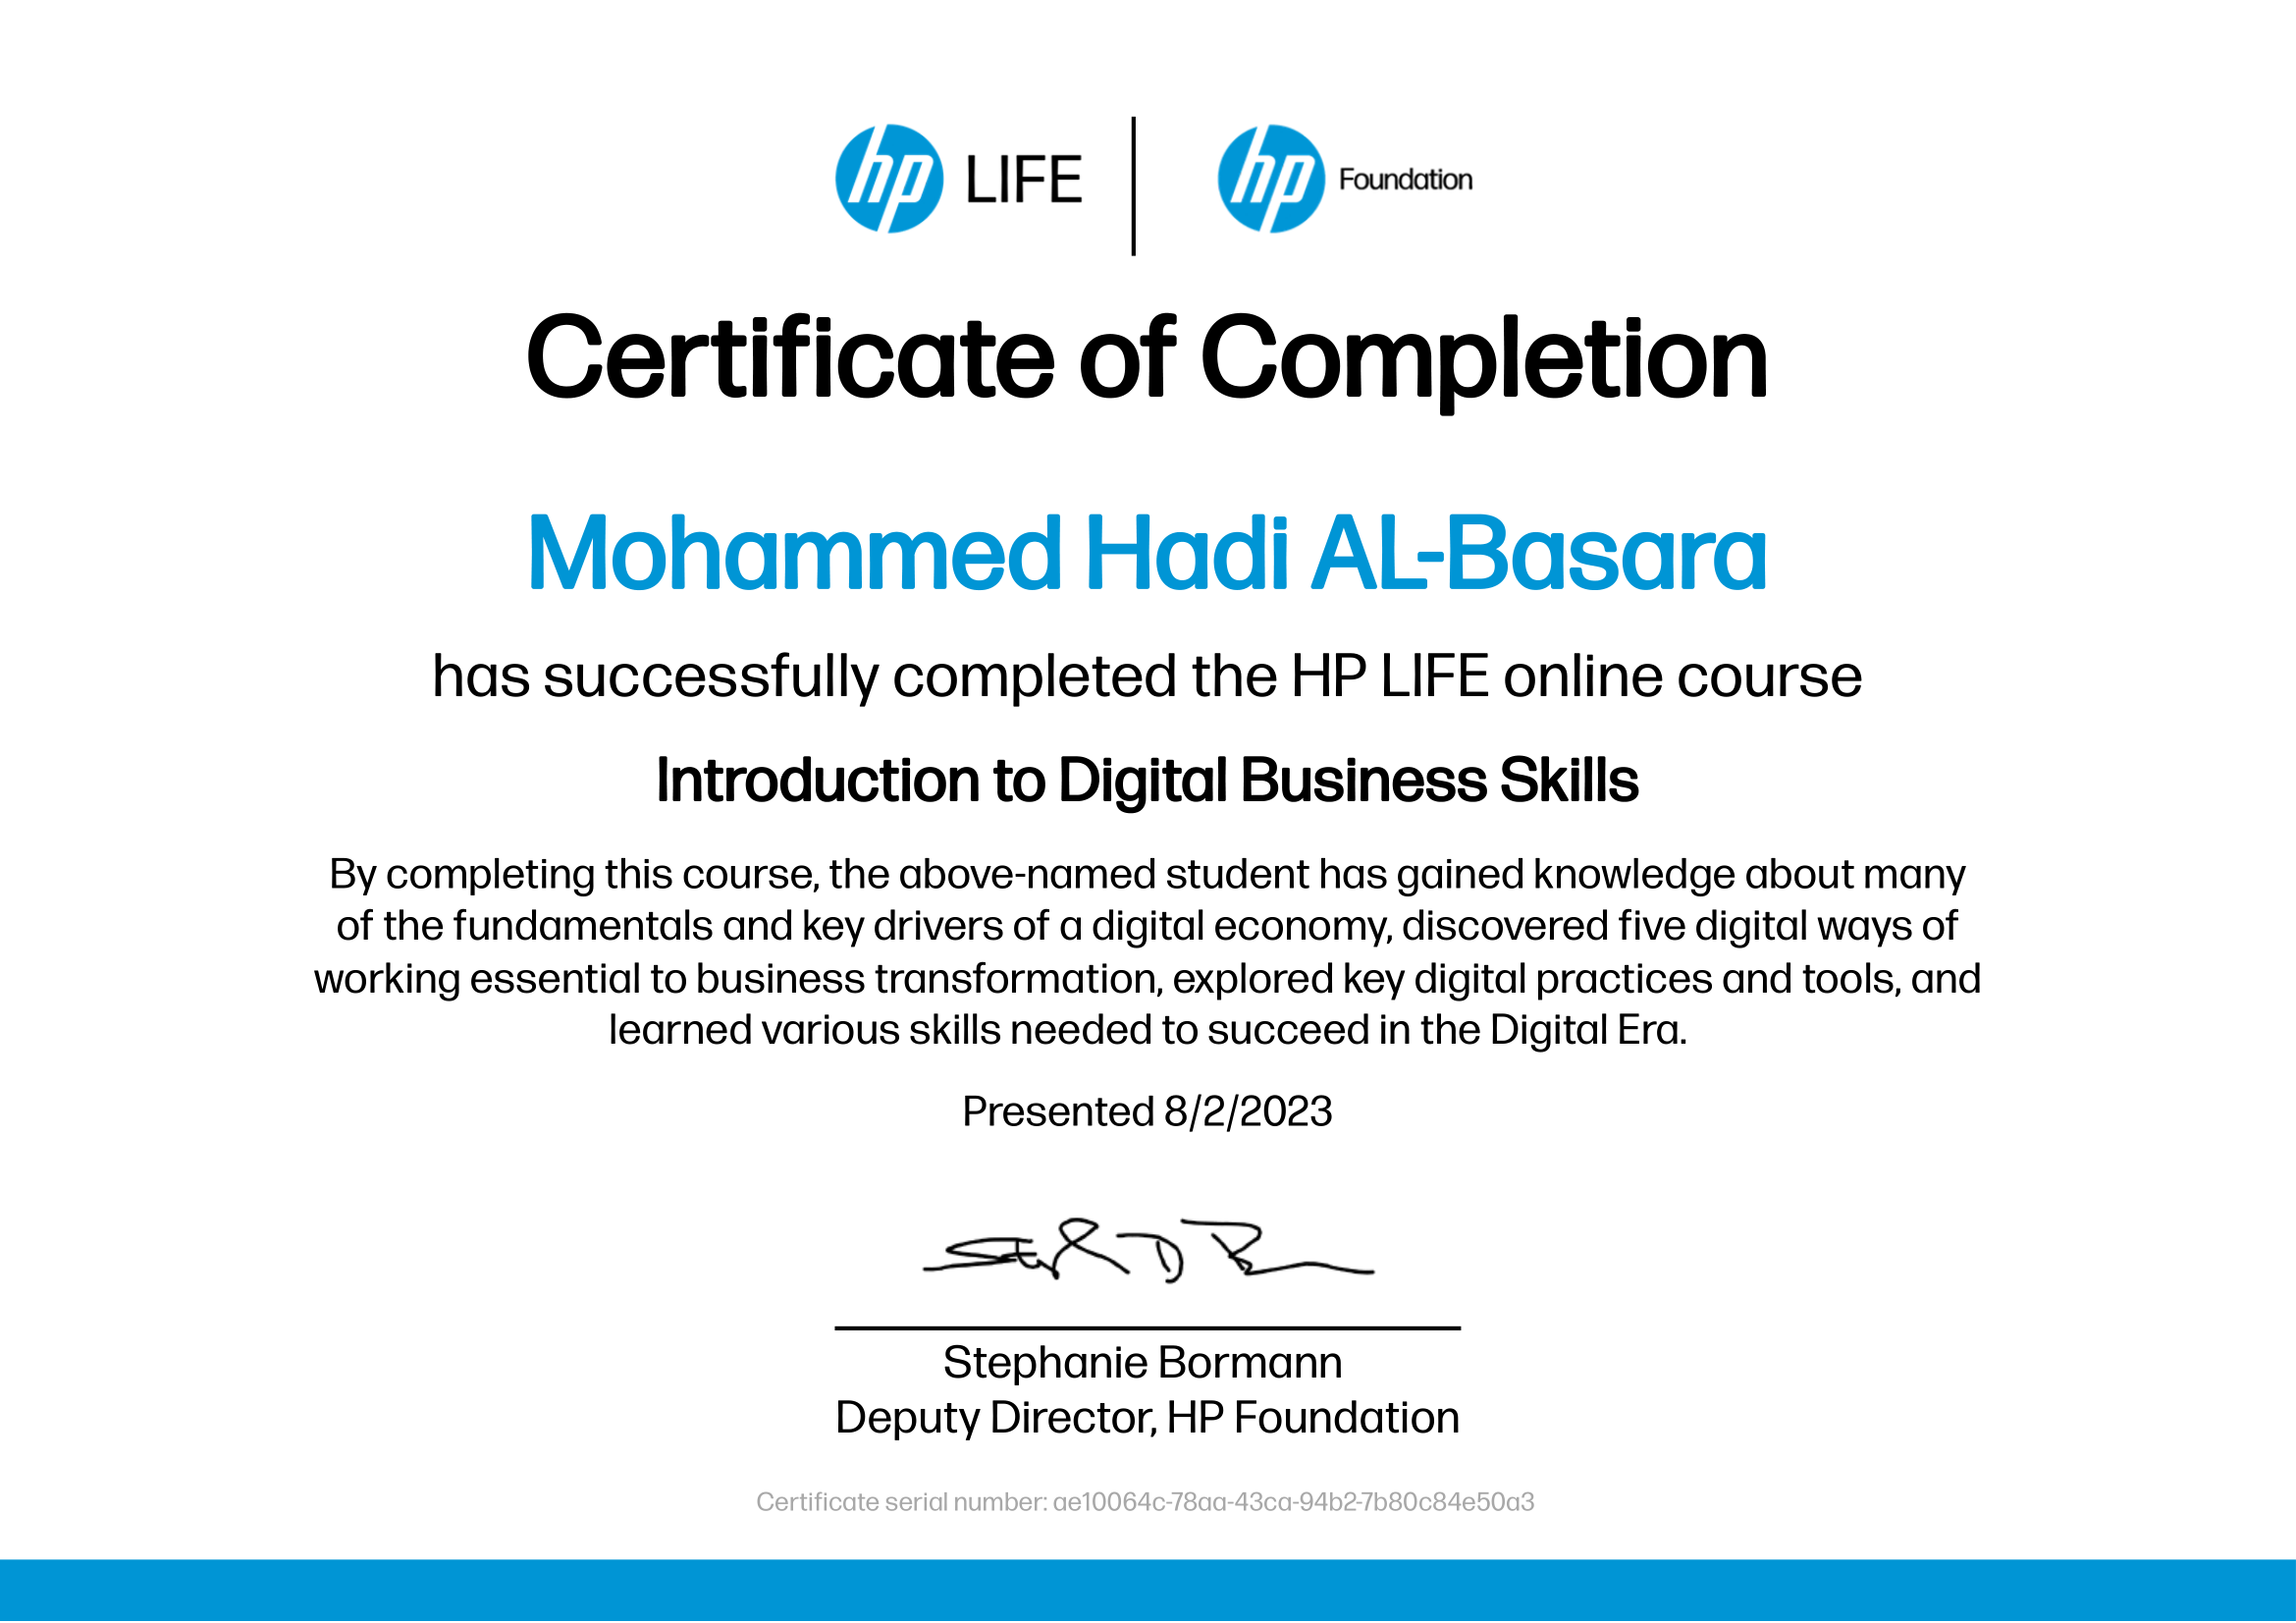 hp LIFE
hp Foundation
Certificate of Completion
Mohammed Hadi AL-Basara
has successfully completed the HP LIFE online course
Introduction to Digital Business Skills
By completing this course, the above-named student has gained knowledge about many
of the fundamentals and key drivers of a digital economy, discovered five digital ways of
working essential to business transformation, explored key digital practices and tools, and
learned various skills needed to succeed in the Digital Era.
Presented 8/2/2023
Stephanie Bormann
Deputy Director, HP Foundation
Certificate serial number: ae10064c-78aa-43ca-94b2-7b80c84e50a3